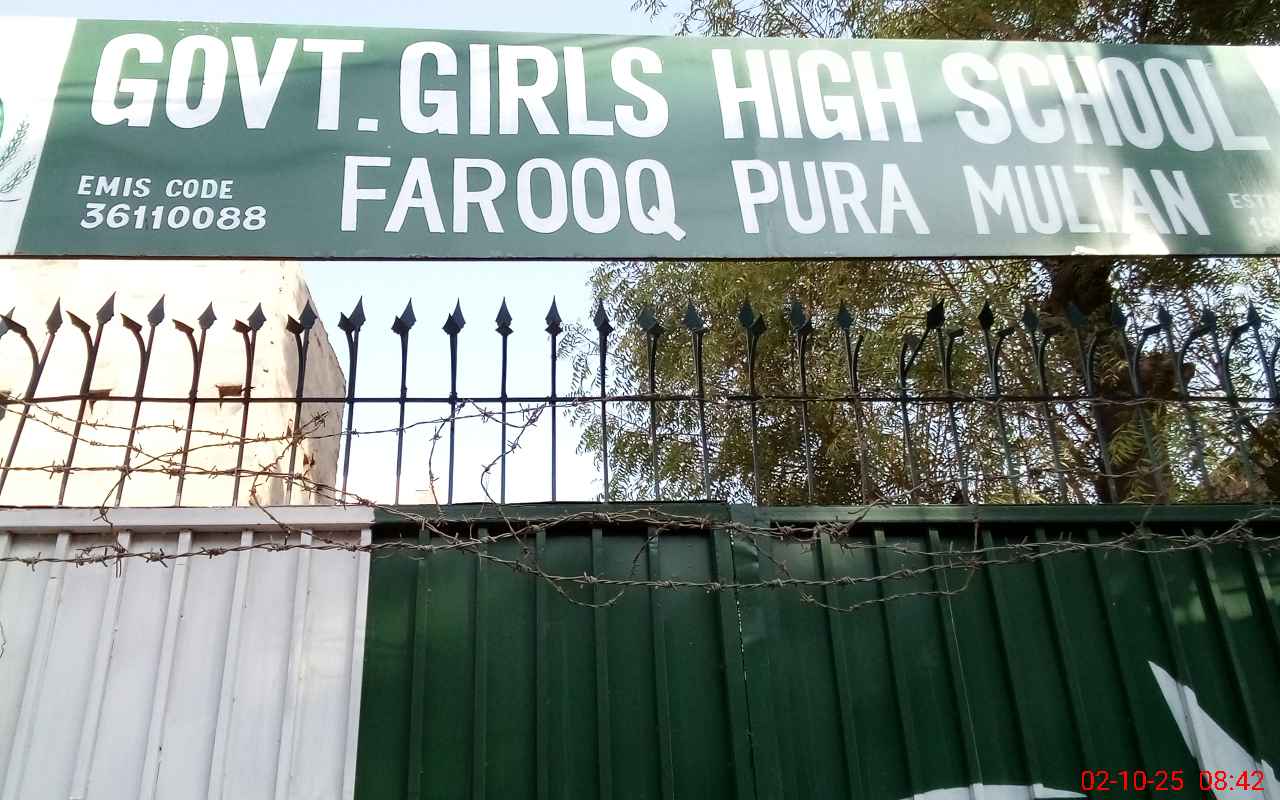 GOVT. GIRLS HIGH SCHOOL
FAROOQ PURA MULTAN
EMIS CODE
36110088
02-10-25 08:42